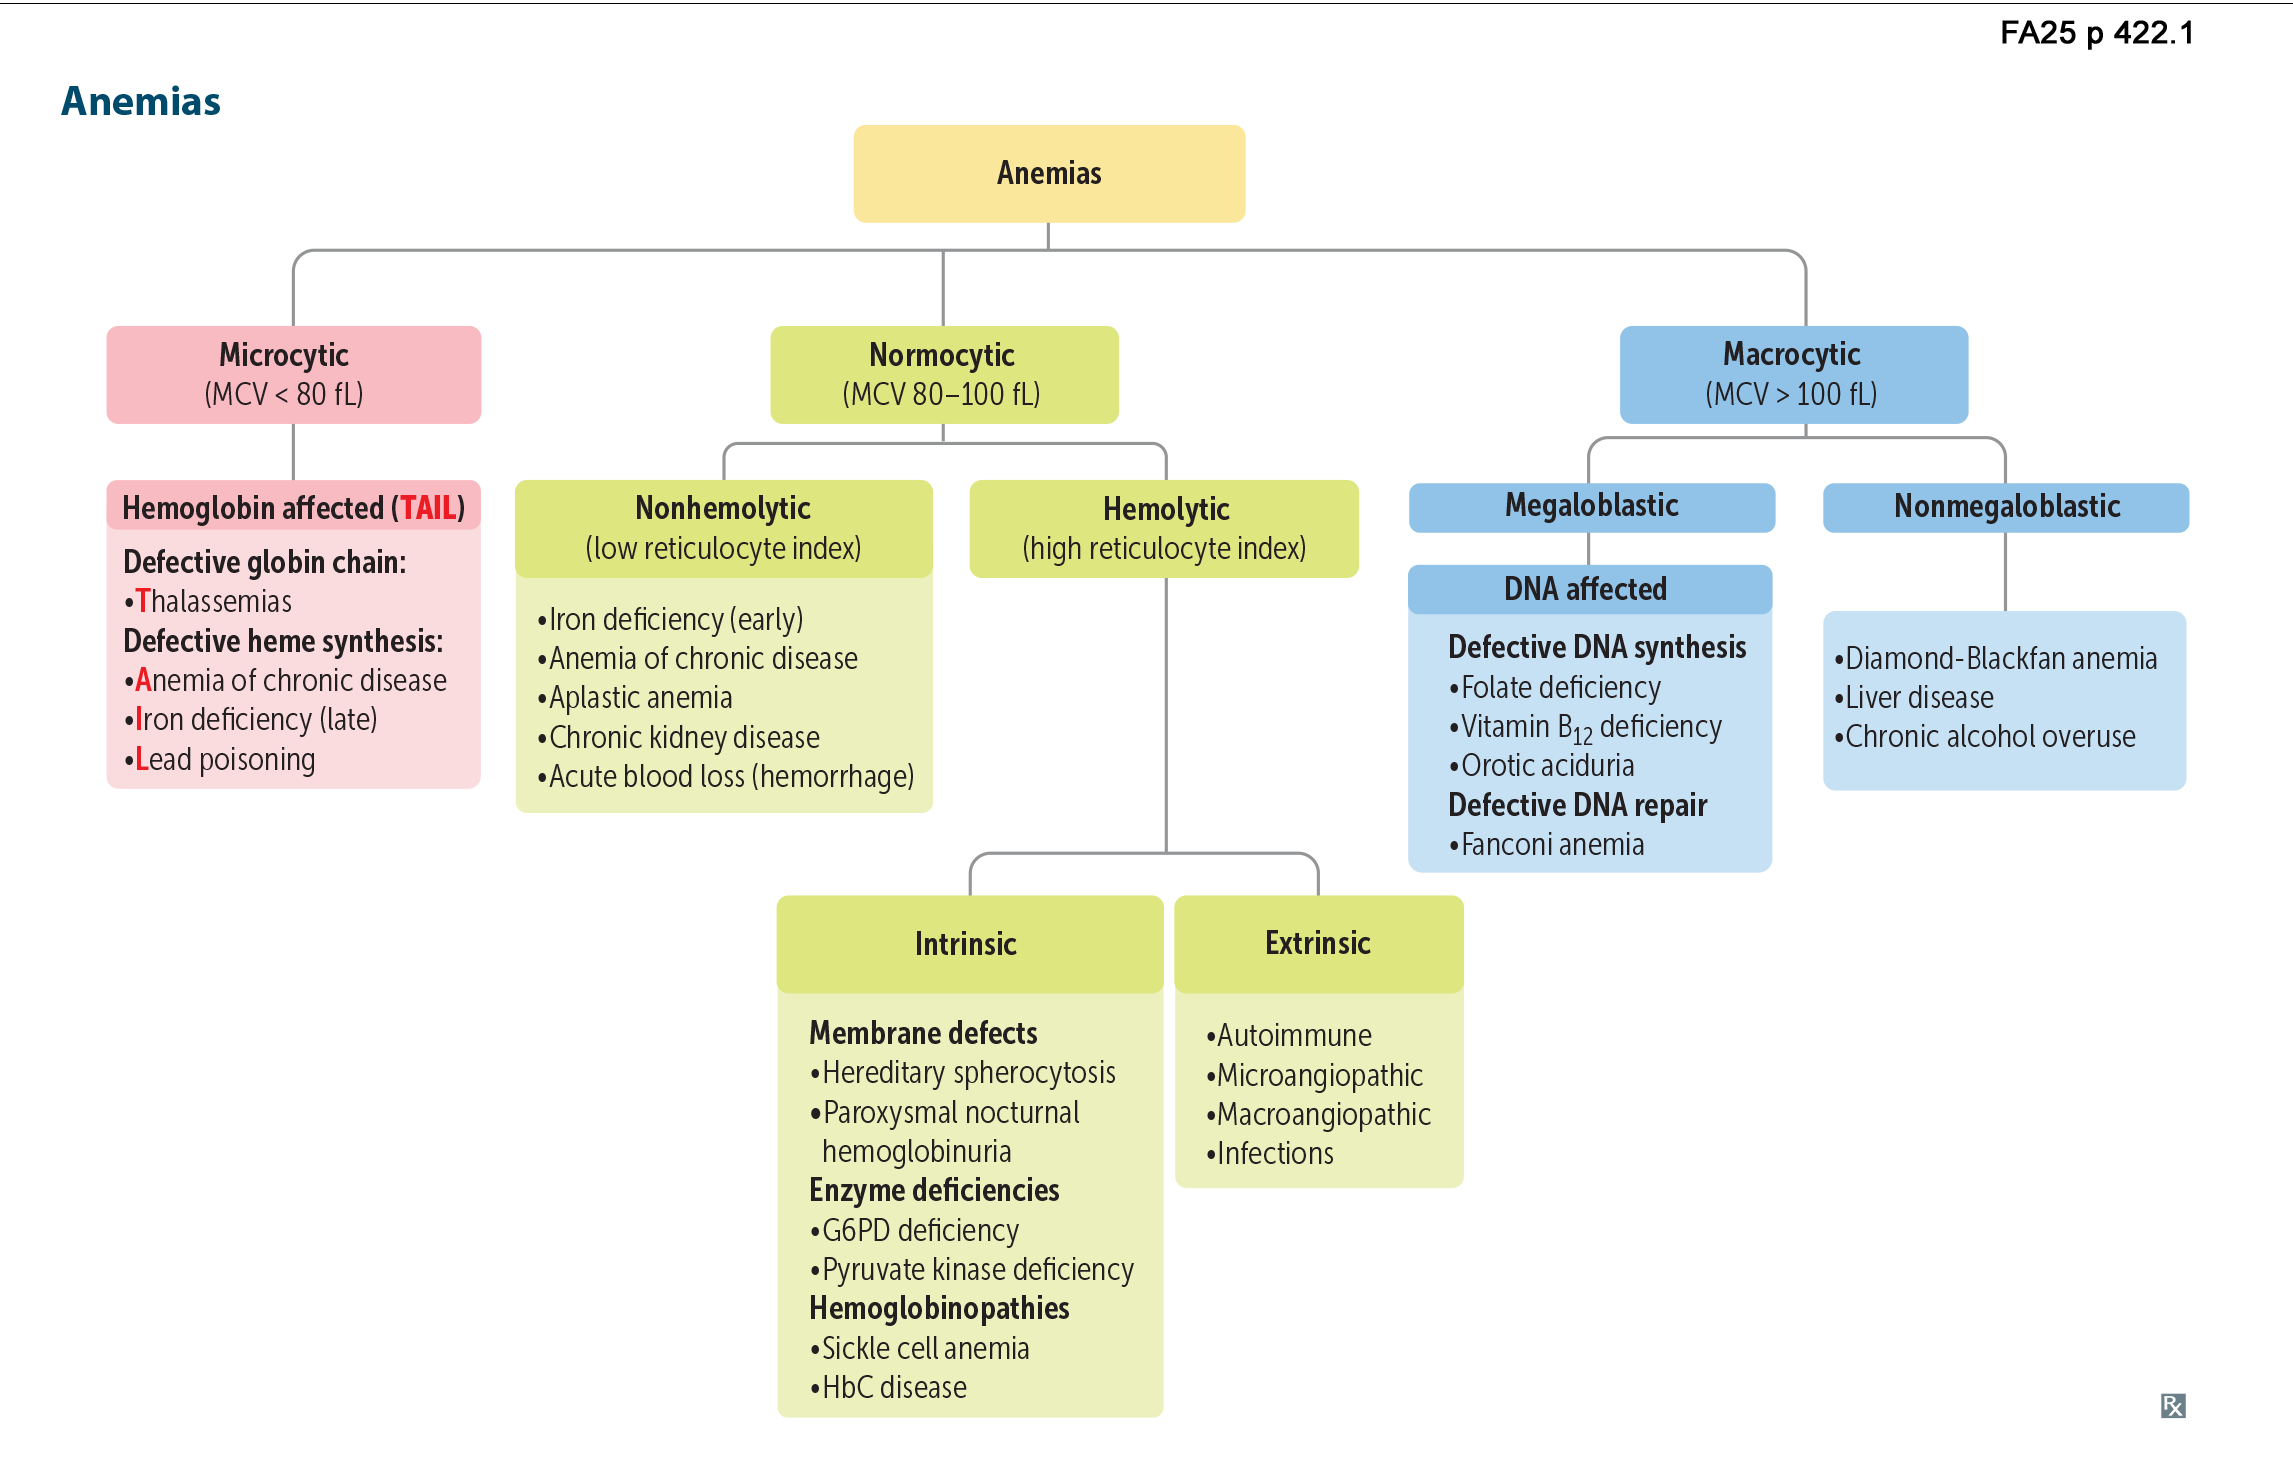 FA25 p 422.1
Anemias
Anemias
Microcytic
(MCV < 80 fL)
Hemoglobin affected (TAIL)
Defective globin chain:
•Thalassemias
Defective heme synthesis:
•Anemia of chronic disease
•Iron deficiency (late)
•Lead poisoning
Normocytic
(MCV 80–100 fL)
Nonhemolytic
(low reticulocyte index)
•Iron deficiency (early)
•Anemia of chronic disease
•Aplastic anemia
•Chronic kidney disease
•Acute blood loss (hemorrhage)
Hemolytic
(high reticulocyte index)
Intrinsic
Membrane defects
•Hereditary spherocytosis
•Paroxysmal nocturnal
hemoglobinuria
Enzyme deficiencies
•G6PD deficiency
•Pyruvate kinase deficiency
Hemoglobinopathies
•Sickle cell anemia
•HbC disease
Extrinsic
•Autoimmune
•Microangiopathic
•Macroangiopathic
•Infections
Macrocytic
(MCV > 100 fL)
Megaloblastic
DNA affected
Defective DNA synthesis
•Folate deficiency
•Vitamin B12 deficiency
•Orotic aciduria
Defective DNA repair
•Fanconi anemia
Nonmegaloblastic
•Diamond-Blackfan anemia
•Liver disease
•Chronic alcohol overuse
Rx